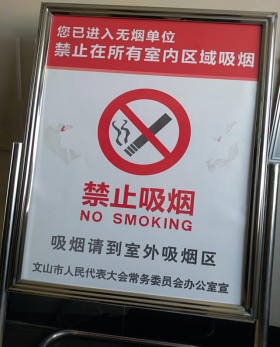 您已进入无烟单位
禁止在所有室内区域吸烟
禁止吸烟
NO SMOKING
吸烟请到室外吸烟区
文山市人民代表大会常务委员会办公室宣